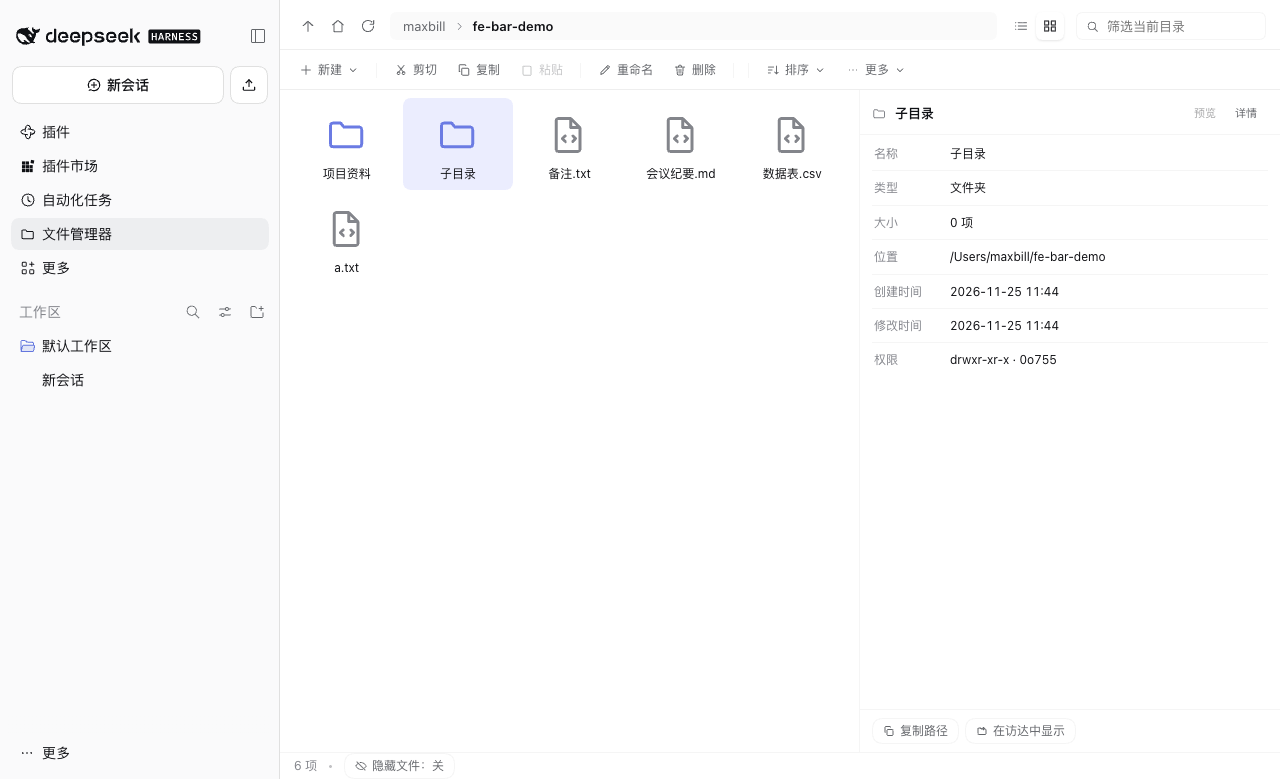 deepseek HARNESS
新会话
插件
插件市场
自动化任务
文件管理器
更多
工作区
默认工作区
新会话
更多
maxbill > fe-bar-demo
筛选当前目录
新建 剪切 复制 粘贴 重命名 删除 排序 更多
项目资料
子目录
备注.txt
会议纪要.md
数据表.csv
a.txt
子目录 预览 详情
名称 子目录
类型 文件夹
大小 0 项
位置 /Users/maxbill/fe-bar-demo
创建时间 2026-11-25 11:44
修改时间 2026-11-25 11:44
权限 drwxr-xr-x · 0o755
复制路径 在访达中显示
6 项 • 隐藏文件：关